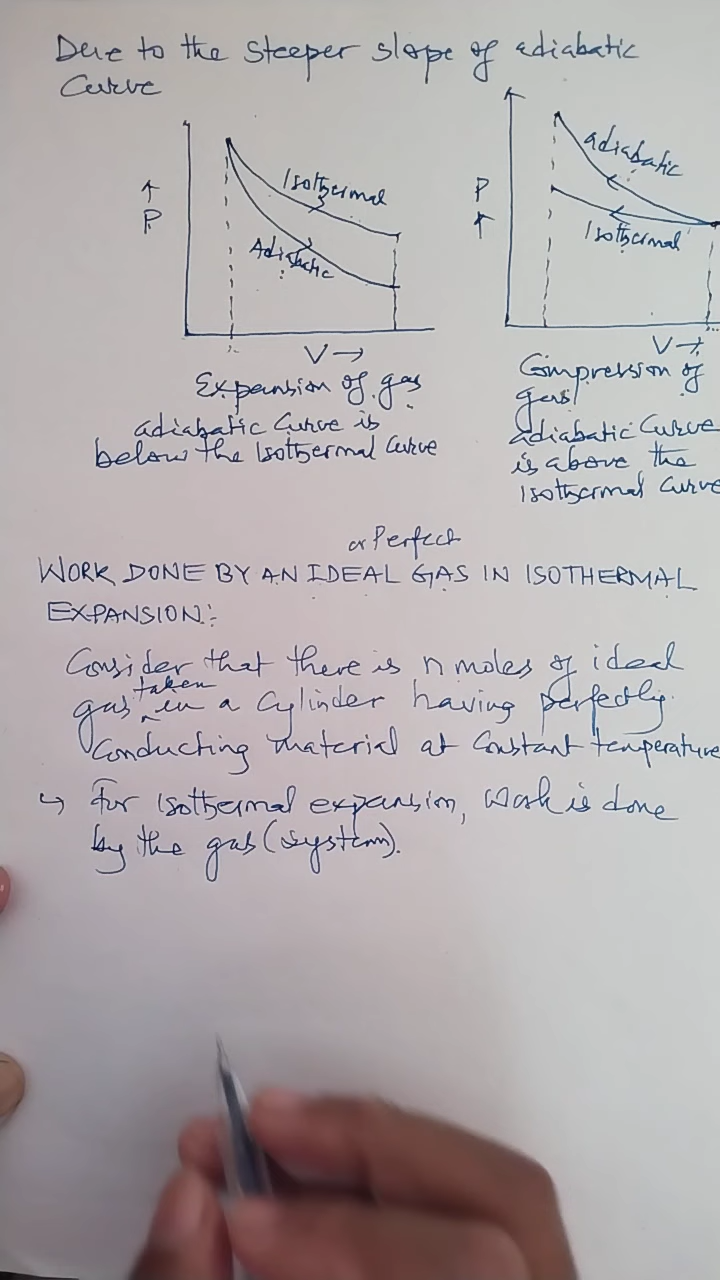 Due to the steeper slope of adiabatic
Curve
↑
P
Isothermal
Adiabatic
V →
Expansion of gas
adiabatic Curve is
below the Isothermal Curve
P
↑
adiabatic
Isothermal
V →
Compression of
gas
adiabatic Curve
is above the
Isothermal Curve
or Perfect
WORK DONE BY AN IDEAL GAS IN ISOTHERMAL
EXPANSION:
Consider that there is n moles of ideal
gas taken in a Cylinder having perfectly
Conducting material at Constant temperature
↳ For Isothermal expansion, Work is done
by the gas (system).